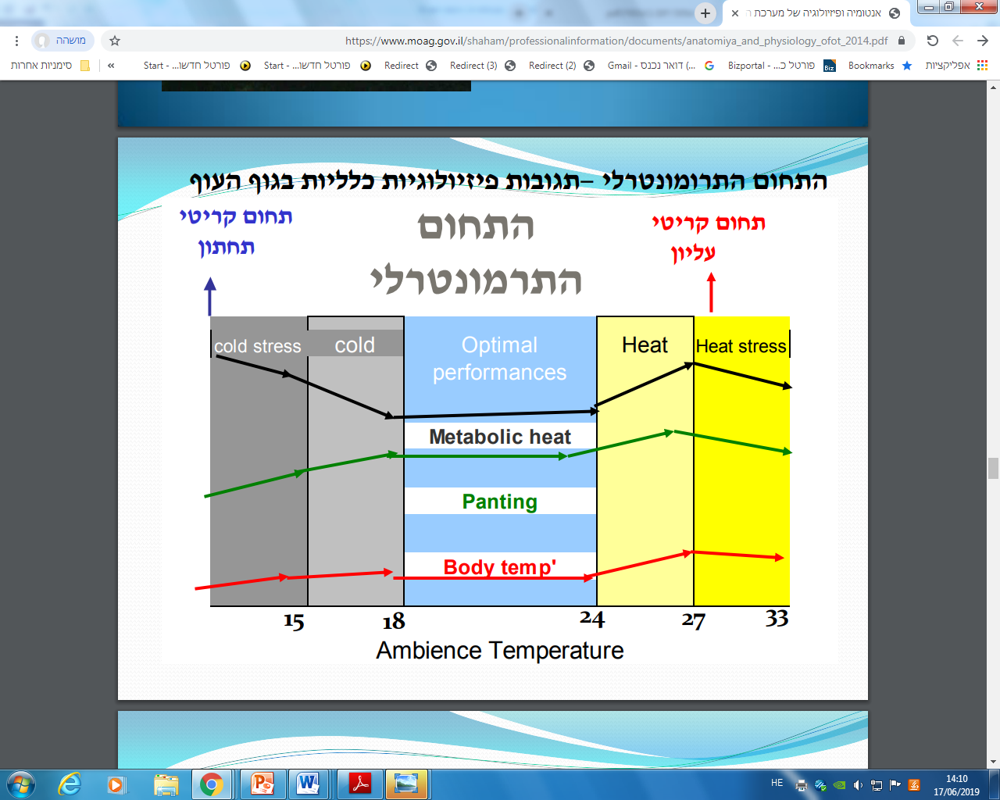 אנטומיה ופיזיולוגיה של מערכת ה
https://www.moag.gov.il/shaham/professionalinformation/documents/anatomiya_and_physiology_ofot_2014.pdf
מושהה
אפליקציות
Bookmarks
Bizportal - פורטל כ...
Gmail - דואר נכנס (...
Redirect (2)
Redirect (3)
Redirect
Start - פורטל חדשו...
Start - פורטל חדשו...
סימניות אחרות
התחום התרומונטרלי –תגובות פיזיולוגיות כלליות בגוף העוף
תחום קריטי
עליון
התחום
התרמונטרלי
תחום קריטי
תחתון
cold stress
cold
Optimal
performances
Heat
Heat stress
Metabolic heat
Panting
Body temp'
15
18
24
27
33
Ambience Temperature
HE
14:10
17/06/2019